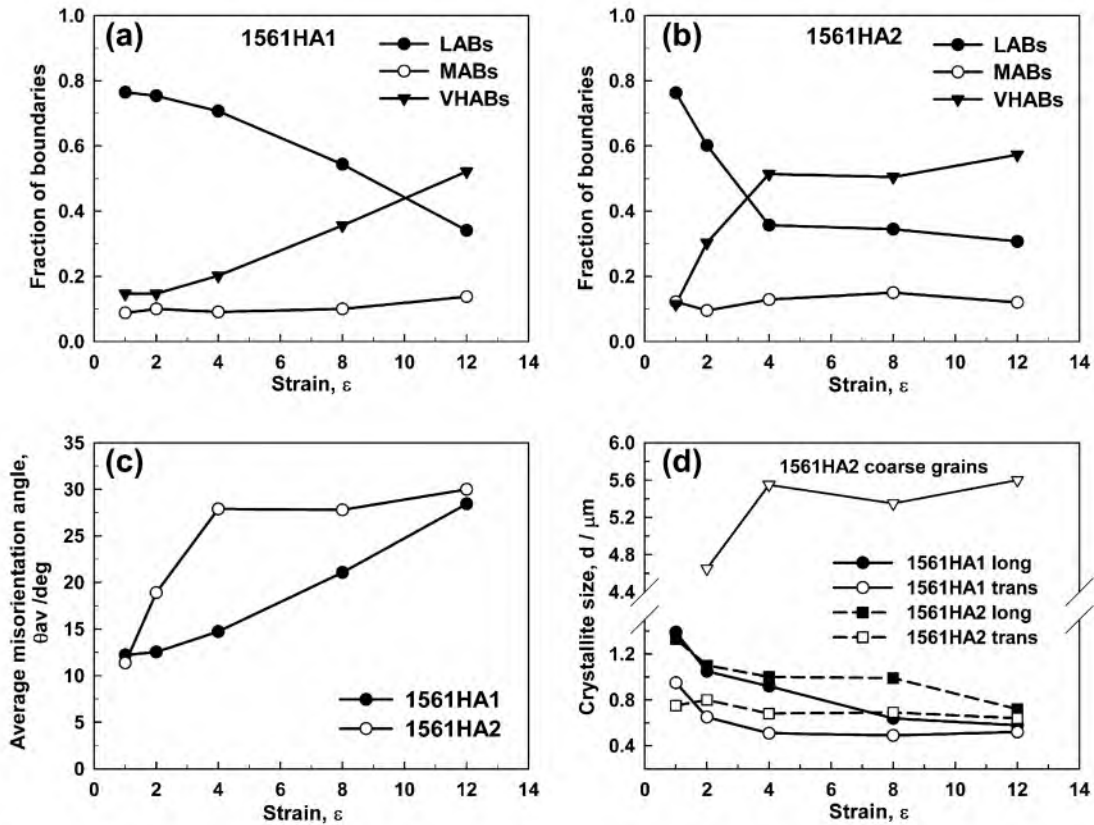 (a)
1561HA1
LABs
MABs
VHABs
1.0
0.8
0.6
0.4
0.2
0.0
Fraction of boundaries
0 2 4 6 8 10 12 14
Strain, ε
(b)
1561HA2
LABs
MABs
VHABs
1.0
0.8
0.6
0.4
0.2
0.0
Fraction of boundaries
0 2 4 6 8 10 12 14
Strain, ε
(c)
35
30
25
20
15
10
5
0
Average misorientation angle,
θav /deg
1561HA1
1561HA2
0 2 4 6 8 10 12 14
Strain, ε
(d)
1561HA2 coarse grains
6.0
5.6
5.2
4.8
4.4
1.2
0.8
0.4
Crystallite size, d / μm
1561HA1 long
1561HA1 trans
1561HA2 long
1561HA2 trans
0 2 4 6 8 10 12 14
Strain, ε